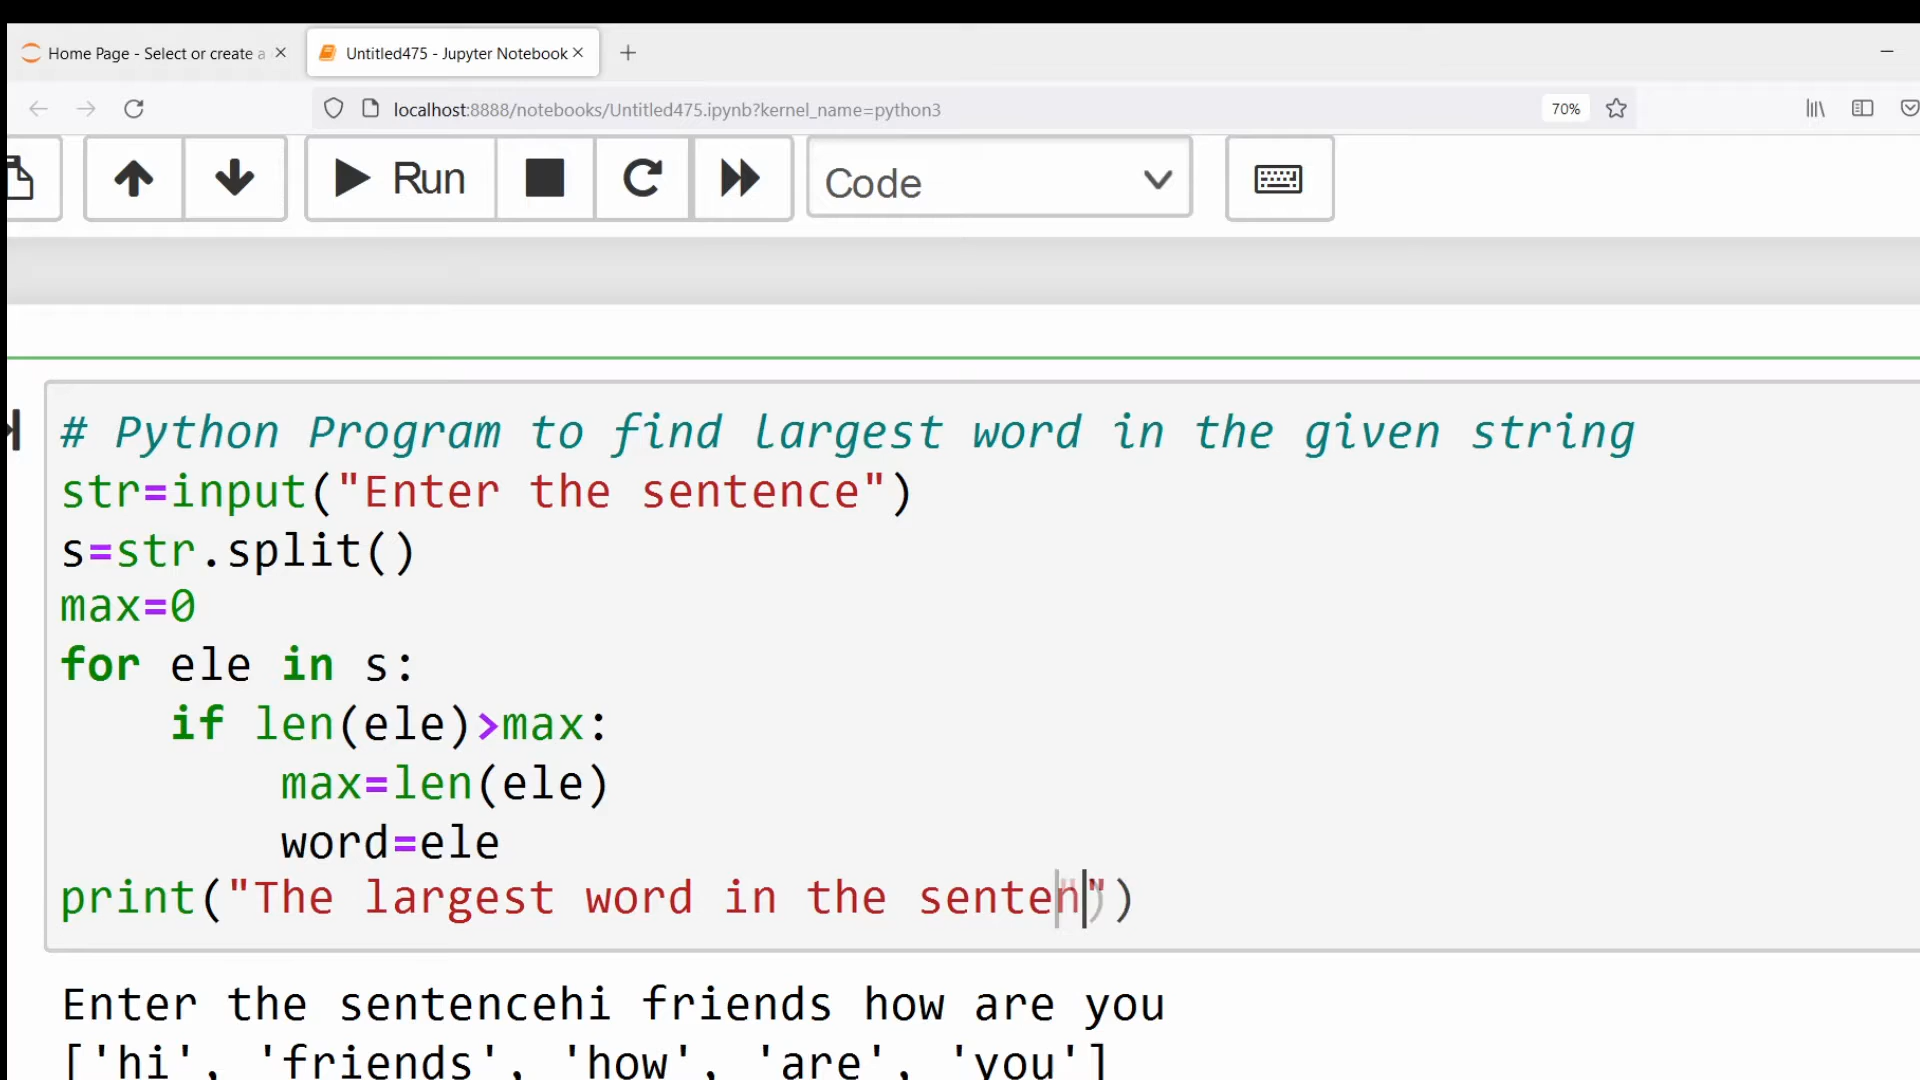 Home Page - Select or create a
Untitled475 - Jupyter Notebook
localhost:8888/notebooks/Untitled475.ipynb?kernel_name=python3
70%
Run
Code
# Python Program to find largest word in the given string
str=input("Enter the sentence")
s=str.split()
max=0
for ele in s:
    if len(ele)>max:
        max=len(ele)
        word=ele
print("The largest word in the senten"))
Enter the sentencehi friends how are you
['hi', 'friends', 'how', 'are', 'you']